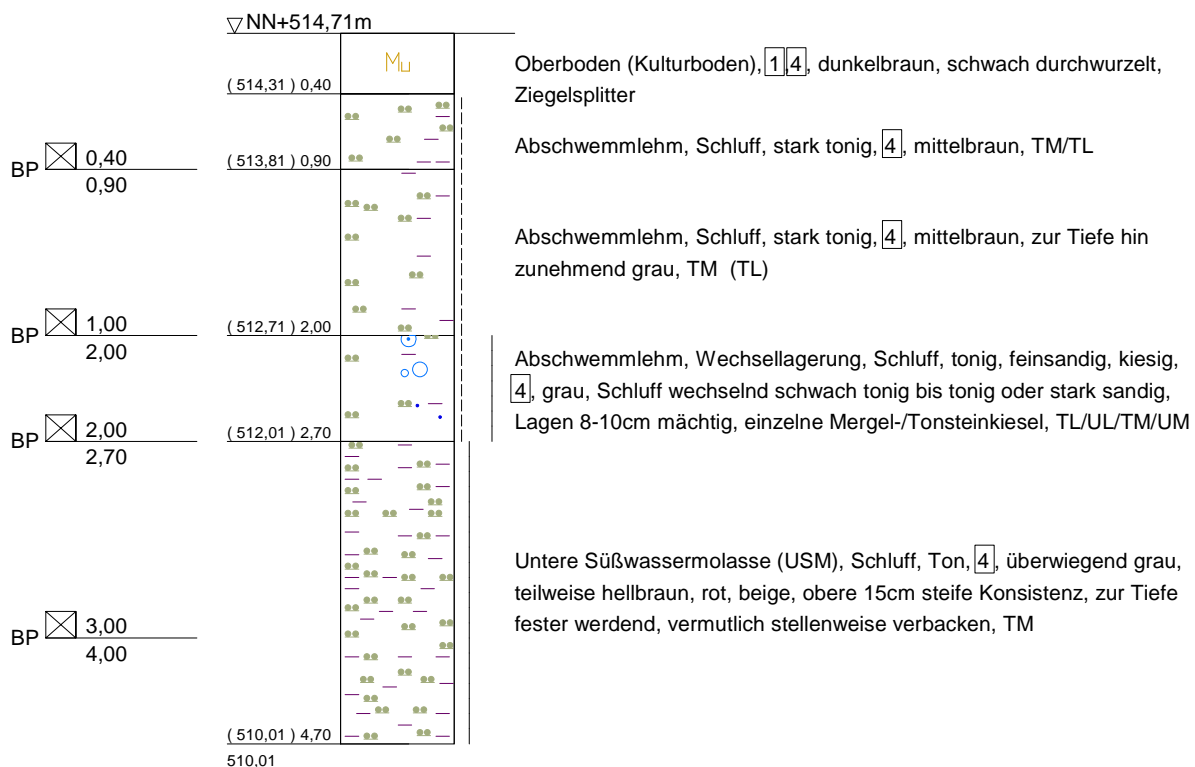 ▽ NN+514,71m
Mu
Oberboden (Kulturboden), 1, 4, dunkelbraun, schwach durchwurzelt,
Ziegelsplitter
( 514,31 ) 0,40
Abschwemmlehm, Schluff, stark tonig, 4, mittelbraun, TM/TL
BP 0,40
0,90
( 513,81 ) 0,90
Abschwemmlehm, Schluff, stark tonig, 4, mittelbraun, zur Tiefe hin
zunehmend grau, TM (TL)
BP 1,00
2,00
( 512,71 ) 2,00
Abschwemmlehm, Wechsellagerung, Schluff, tonig, feinsandig, kiesig,
4, grau, Schluff wechselnd schwach tonig bis tonig oder stark sandig,
Lagen 8-10cm mächtig, einzelne Mergel-/Tonsteinkiesel, TL/UL/TM/UM
BP 2,00
2,70
( 512,01 ) 2,70
Untere Süßwassermolasse (USM), Schluff, Ton, 4, überwiegend grau,
teilweise hellbraun, rot, beige, obere 15cm steife Konsistenz, zur Tiefe
fester werdend, vermutlich stellenweise verbacken, TM
BP 3,00
4,00
( 510,01 ) 4,70
510,01